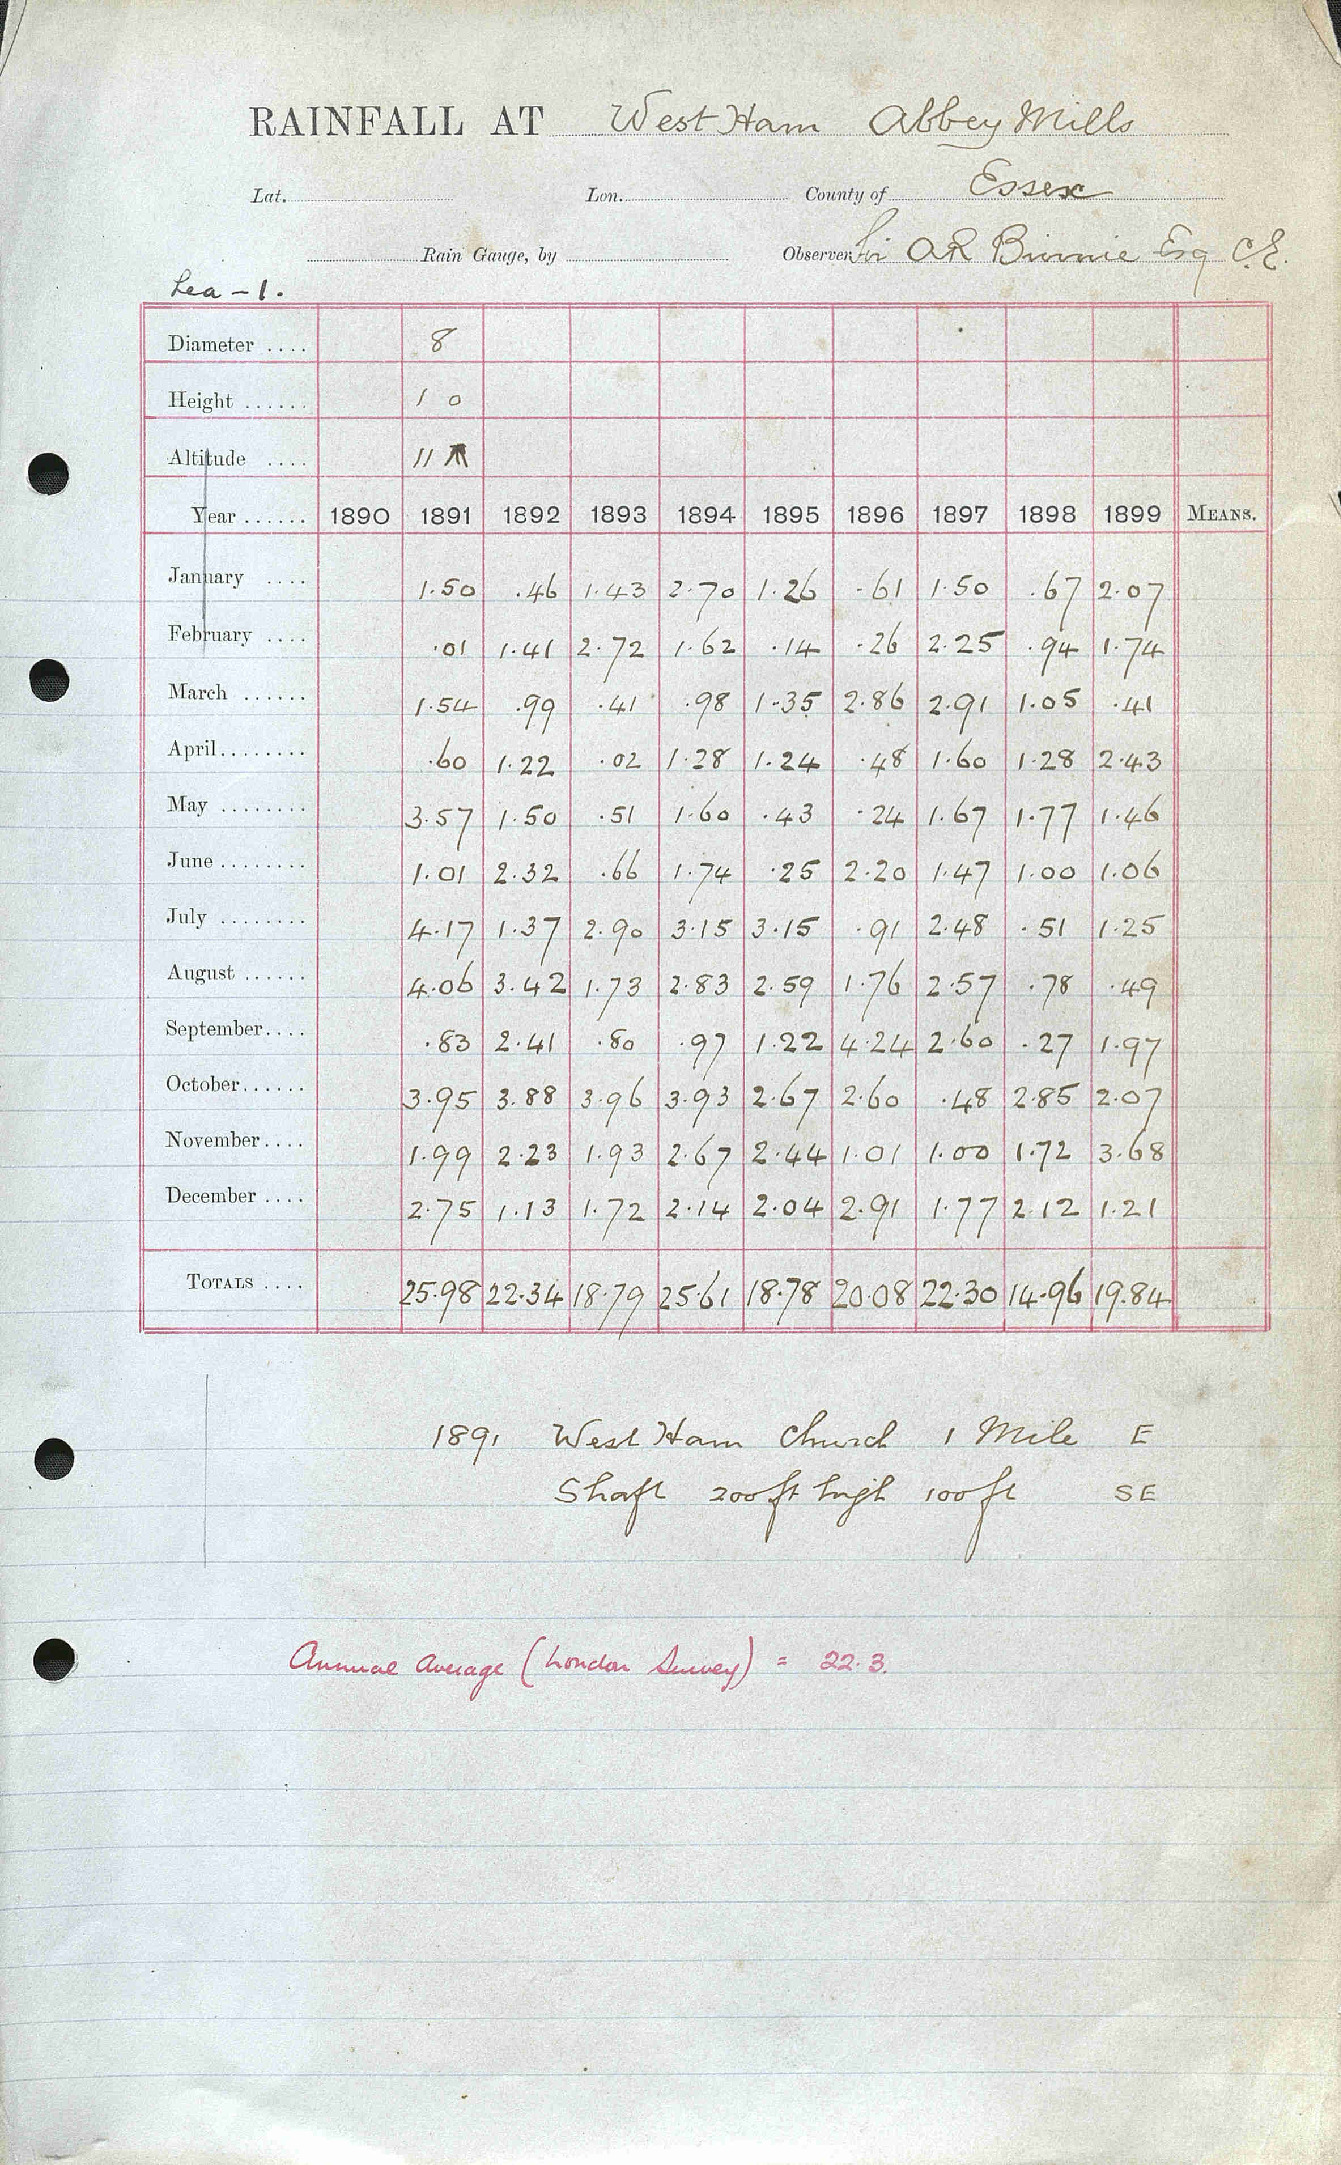 RAINFALL AT West Ham Abbey Mills
Lat. Lon. County of Essex
Rain Gauge, by Observer Sir A R Binnie Esq C.E.
Lea - 1.
Diameter .... 8
Height ...... 1 0
Altitude .... 11
Year ...... 1890 1891 1892 1893 1894 1895 1896 1897 1898 1899 MEANS.
January .... 1.50 .46 1.43 2.70 1.26 .61 1.50 .67 2.07
February .... .01 1.41 2.72 1.62 .14 .26 2.25 .94 1.74
March ...... 1.54 .99 .41 .98 1.35 2.86 2.91 1.05 .41
April........ .60 1.22 .02 1.28 1.24 .48 1.60 1.28 2.43
May ........ 3.57 1.50 .51 1.60 .43 .24 1.67 1.77 1.46
June ........ 1.01 2.32 .66 1.74 .25 2.20 1.47 1.00 1.06
July ........ 4.17 1.37 2.90 3.15 3.15 .91 2.48 .51 1.25
August ...... 4.06 3.42 1.73 2.83 2.59 1.76 2.57 .78 .49
September.... .83 2.41 .80 .97 1.22 4.24 2.60 .27 1.97
October...... 3.95 3.88 3.96 3.93 2.67 2.60 .48 2.85 2.07
November.... 1.99 2.23 1.93 2.67 2.44 1.01 1.00 1.72 3.68
December .... 2.75 1.13 1.72 2.14 2.04 2.91 1.77 2.12 1.21
TOTALS .... 25.98 22.34 18.79 25.61 18.78 20.08 22.30 14.96 19.84
1891 West Ham Church 1 Mile E
Shaft 200ft high 100ft SE
Annual average (London Survey) = 22.3.